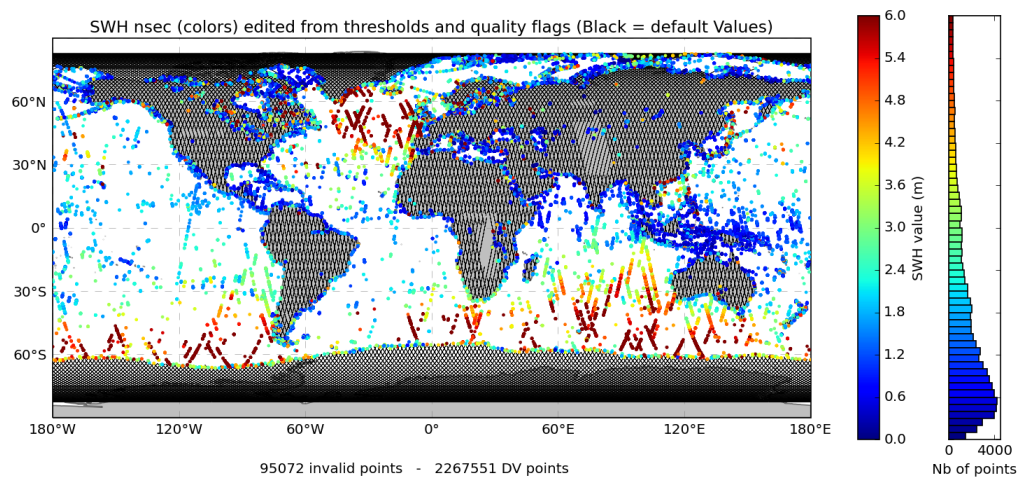 SWH nsec (colors) edited from thresholds and quality flags (Black = default Values)
60°N
30°N
0°
30°S
60°S
180°W
120°W
60°W
0°
60°E
120°E
180°E
95072 invalid points - 2267551 DV points
6.0
5.4
4.8
4.2
3.6
3.0
2.4
1.8
1.2
0.6
0.0
SWH value (m)
0
4000
Nb of points